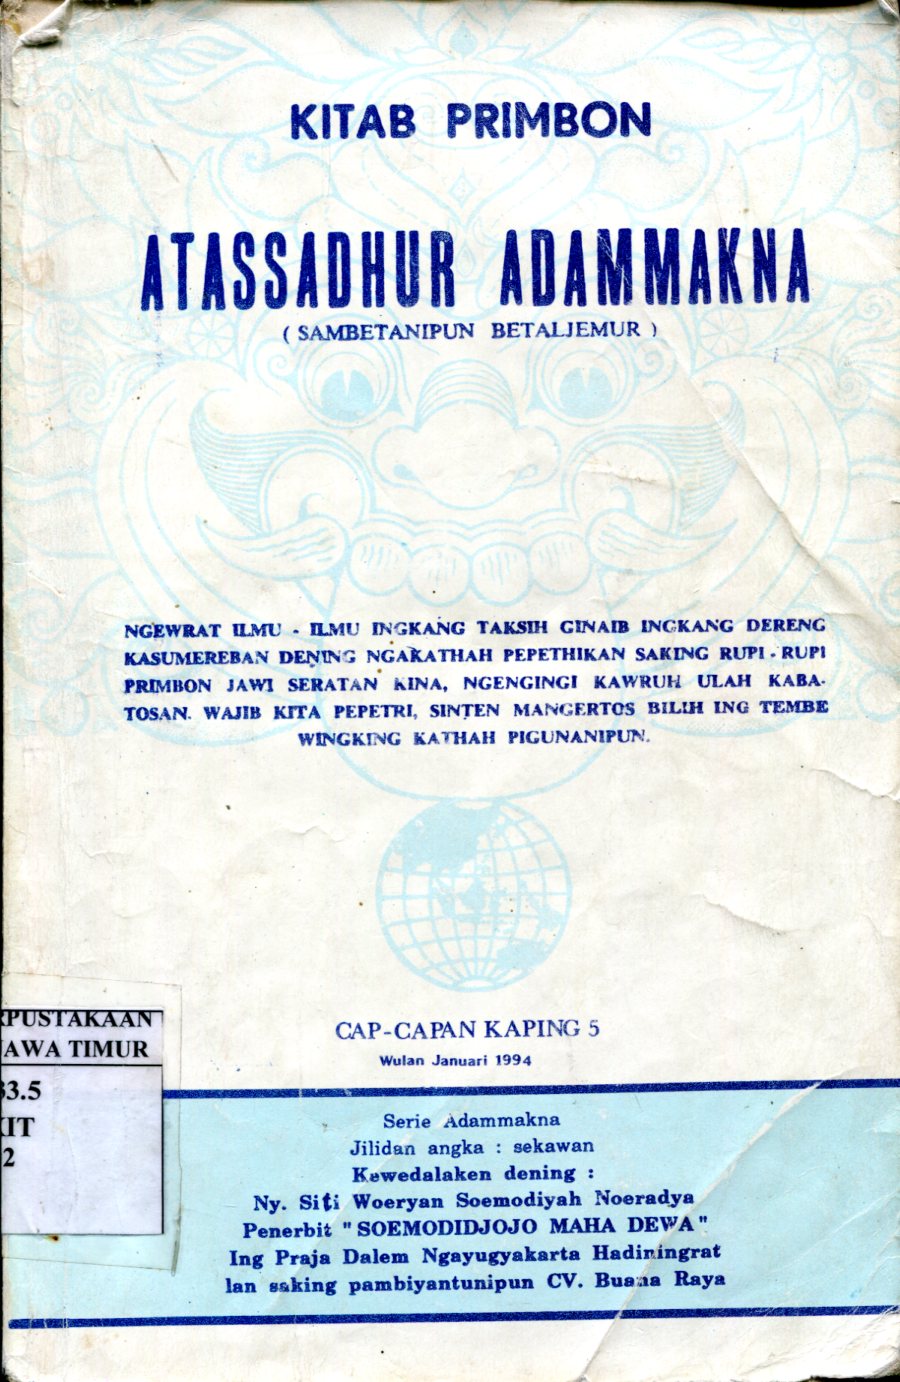 KITAB PRIMBON
ATASSADHUR ADAMMAKNA
( SAMBETANIPUN BETALJEMUR )
NGEWRAT ILMU - ILMU INGKANG TAKSIH GINAIB INGKANG DERENG
KASUMEREBAN DENING NGAKATHAH PEPETHIKAN SAKING RUPI - RUPI
PRIMBON JAWI SERATAN KINA, NGENGINGI KAWRUH ULAH KABA-
TOSAN. WAJIB KITA PEPETRI, SINTEN MANGERTOS BILIH ING TEMBE
WINGKING KATHAH PIGUNANIPUN.
CAP-CAPAN KAPING 5
Wulan Januari 1994
RPUSTAKAAN
JAWA TIMUR
33.5
KIT
2
Serie Adammakna
Jilidan angka : sekawan
Kewedalaken dening :
Ny. Siti Woeryan Soemodiyah Noeradya
Penerbit "SOEMODIDJOJO MAHA DEWA"
Ing Praja Dalem Ngayugyakarta Hadiningrat
lan saking pambiyantunipun CV. Buana Raya